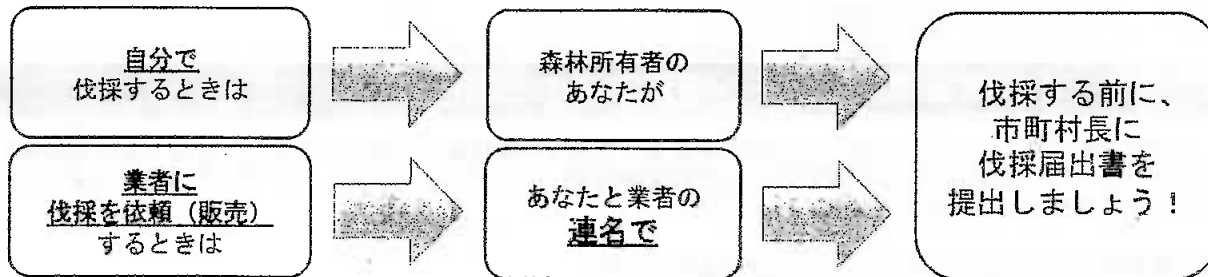 自分で
伐採するときは
森林所有者の
あなたが
業者に
伐採を依頼（販売）
するときは
あなたと業者の
連名で
伐採する前に、
市町村長に
伐採届出書を
提出しましょう！